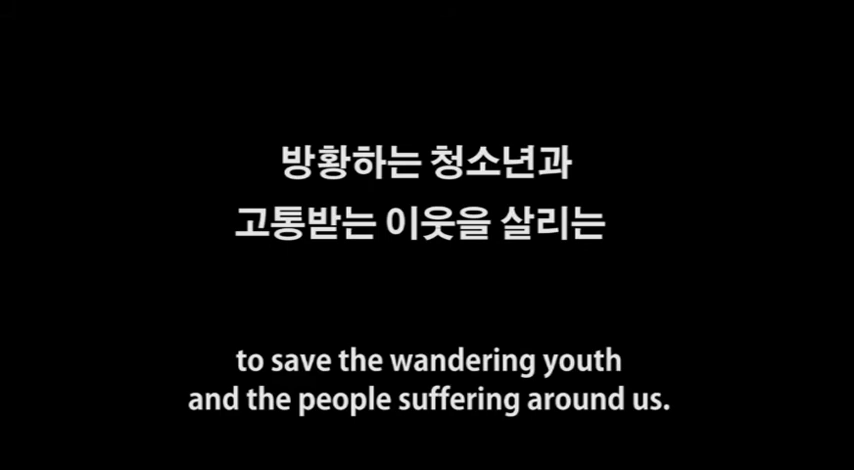 방황하는 청소년과
고통받는 이웃을 살리는
to save the wandering youth
and the people suffering around us.